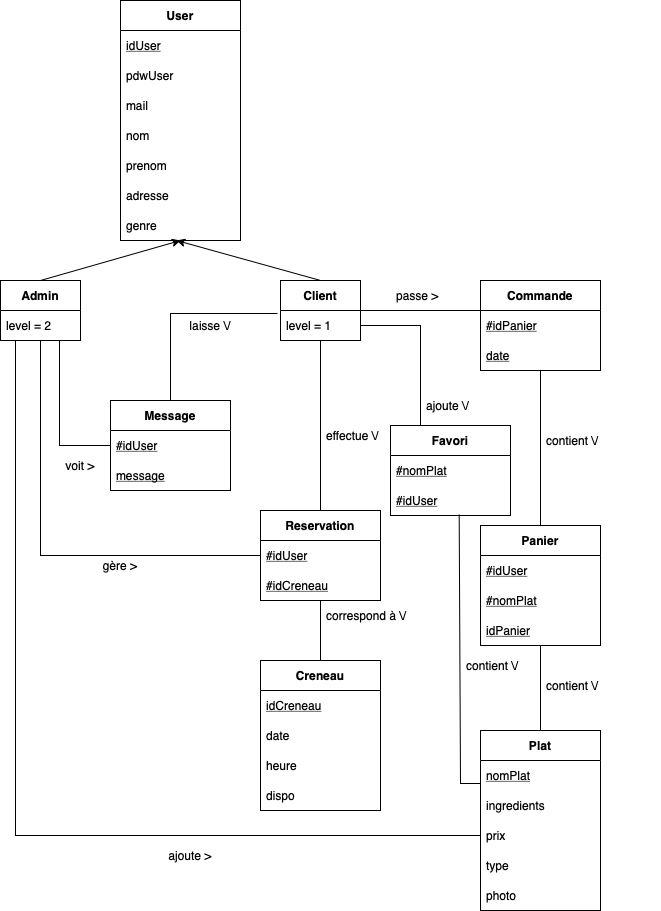 User
idUser
pdwUser
mail
nom
prenom
adresse
genre
Admin
level = 2
Client
level = 1
passe >
Commande
#idPanier
date
laisse V
Message
#idUser
message
voit >
ajoute V
effectue V
Favori
#nomPlat
#idUser
contient V
Reservation
#idUser
#idCreneau
gère >
correspond à V
Panier
#idUser
#nomPlat
idPanier
contient V
contient V
Creneau
idCreneau
date
heure
dispo
Plat
nomPlat
ingredients
prix
type
photo
ajoute >